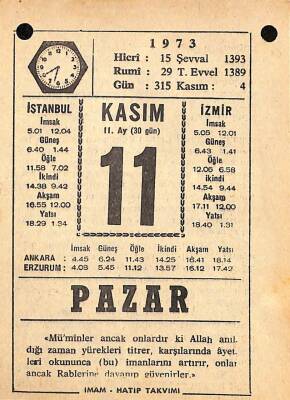 1973
Hicri : 15 Şevval 1393
Rumi : 29 T. Evvel 1389
Gün : 315 Kasım : 4
İSTANBUL
İmsak
5.01 12.04
Güneş
6.40 1.44
Öğle
11.58 7.02
İkindi
14.38 9.42
Akşam
16.55 12.00
Yatsı
18.29 1.34
KASIM
11. Ay (30 gün)
11
İZMİR
İmsak
5.08 12.01
Güneş
6.43 1.41
Öğle
12.06 6.58
ikindi
14.54 9.44
Akşam
17.11 12.00
Yatsı
18.40 1.31
İmsak Güneş Öğle İkindi Akşam Yatsı
ANKARA : 4.45 6.24 11.43 14.25 16.41 18.14
ERZURUM : 4.08 5.45 11.12 13.57 16.12 17.42
PAZAR
«Mü'minler ancak onlardır ki Allah anıl-
dığı zaman yürekleri titrer, karşılarında âyet-
leri okununca (bu) imanlarını artırır, onlar
ancak Rablerine dayanıp güvenirler.»
İMAM - HATİP TAKVİMİ